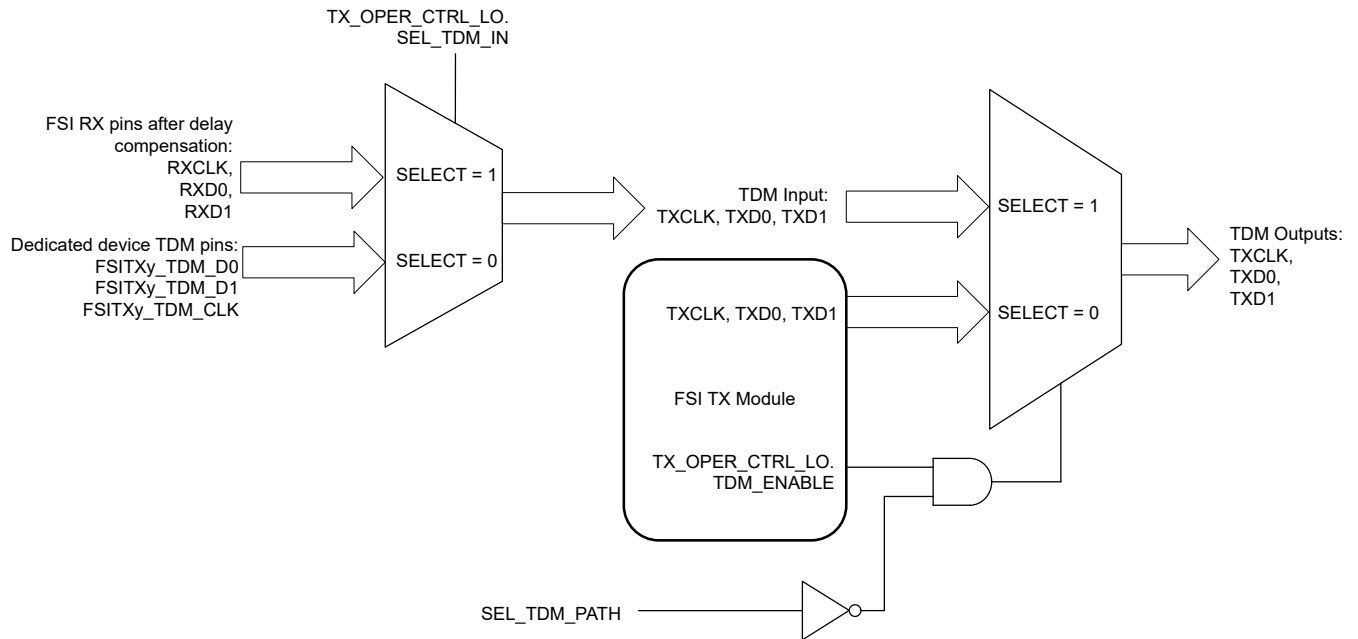 TX_OPER_CTRL_LO.
SEL_TDM_IN
FSI RX pins after delay
compensation:
RXCLK,
RXD0,
RXD1
SELECT = 1
Dedicated device TDM pins:
FSITXy_TDM_D0
FSITXy_TDM_D1
FSITXy_TDM_CLK
SELECT = 0
TDM Input:
TXCLK, TXD0, TXD1
SELECT = 1
TXCLK, TXD0, TXD1
SELECT = 0
TDM Outputs:
TXCLK,
TXD0,
TXD1
FSI TX Module
TX_OPER_CTRL_LO.
TDM_ENABLE
SEL_TDM_PATH